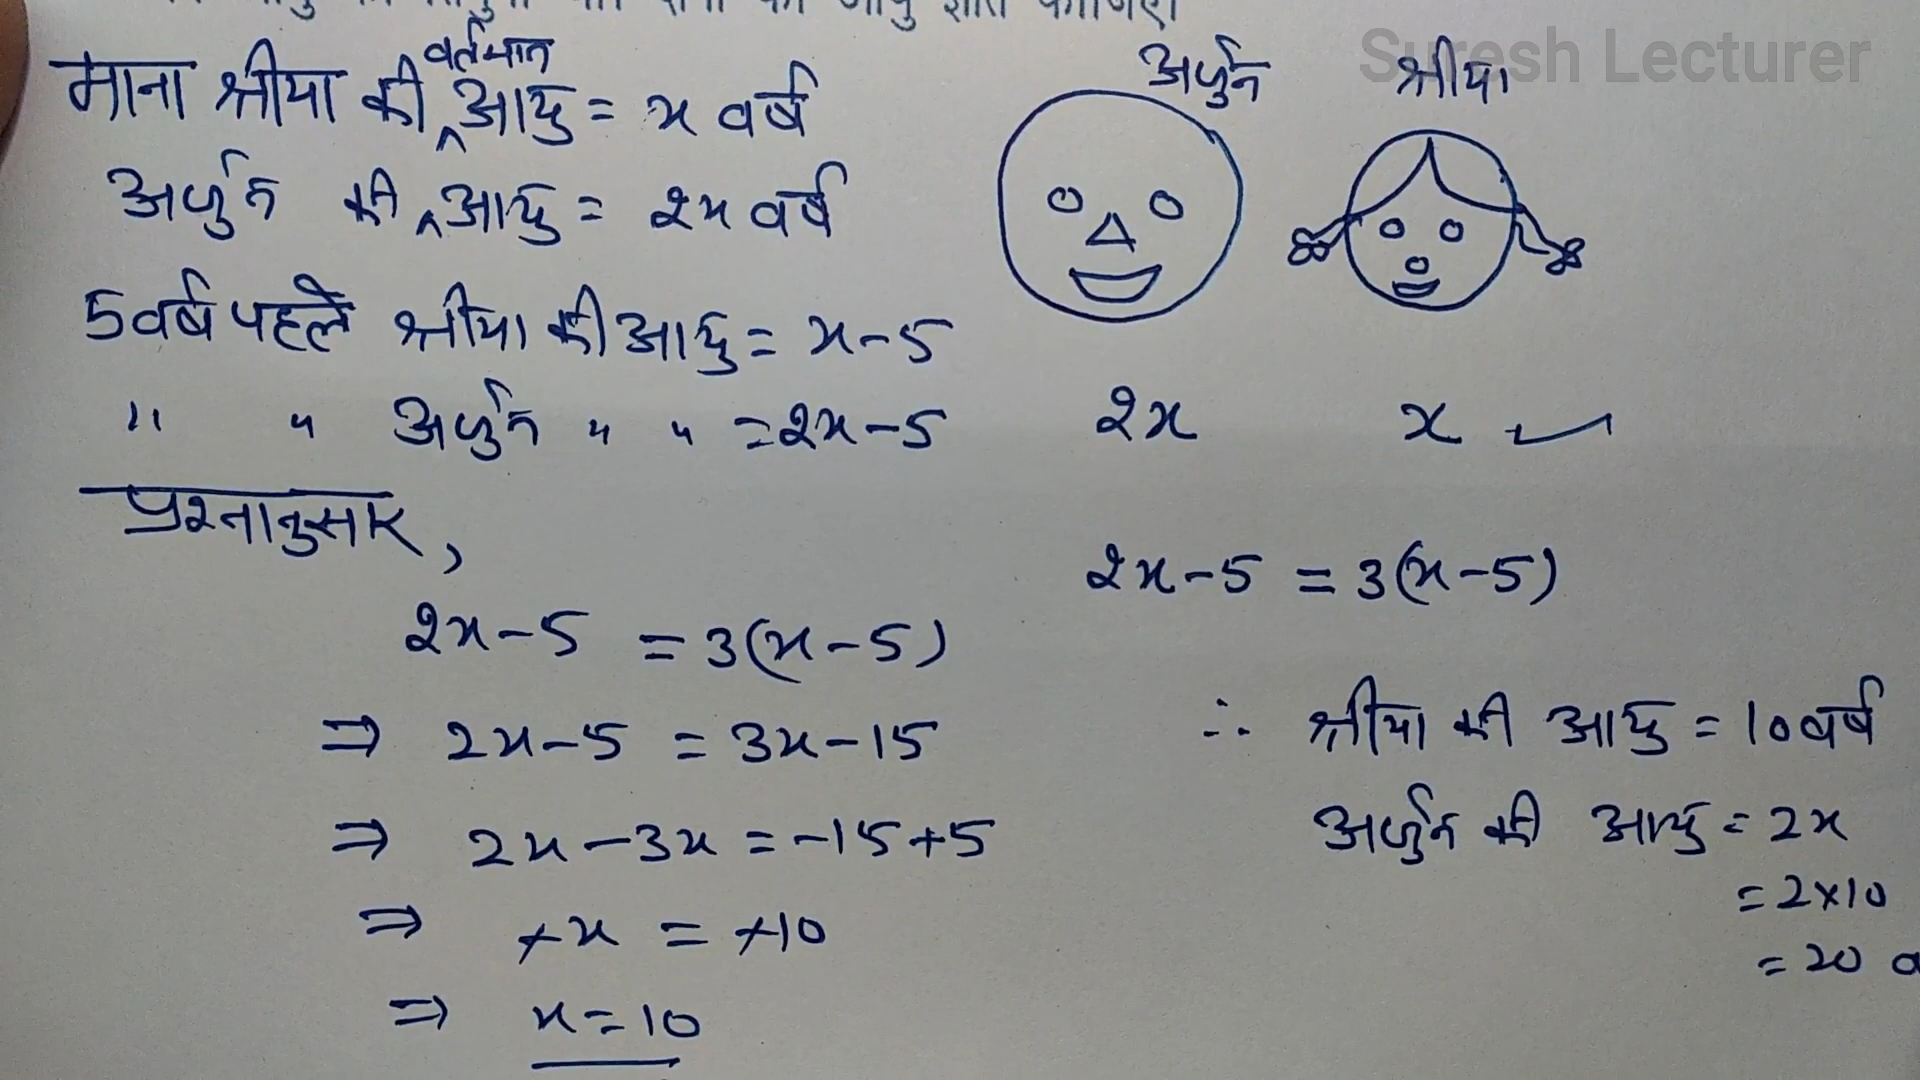 Suresh Lecturer
माना श्रीया की वर्तमान आयु = x वर्ष
अर्जुन की ^ आयु = 2x वर्ष
5 वर्ष पहले श्रीया की आयु = x-5
" " अर्जुन " " = 2x-5
प्रश्नानुसार,
2x-5 = 3(x-5)
⇒ 2x-5 = 3x-15
⇒ 2x-3x = -15+5
⇒ -x = -10
⇒ x = 10
अर्जुन श्रीया
2x x
2x-5 = 3(x-5)
∴ श्रीया की आयु = 10 वर्ष
अर्जुन की आयु = 2x
= 2×10
= 20